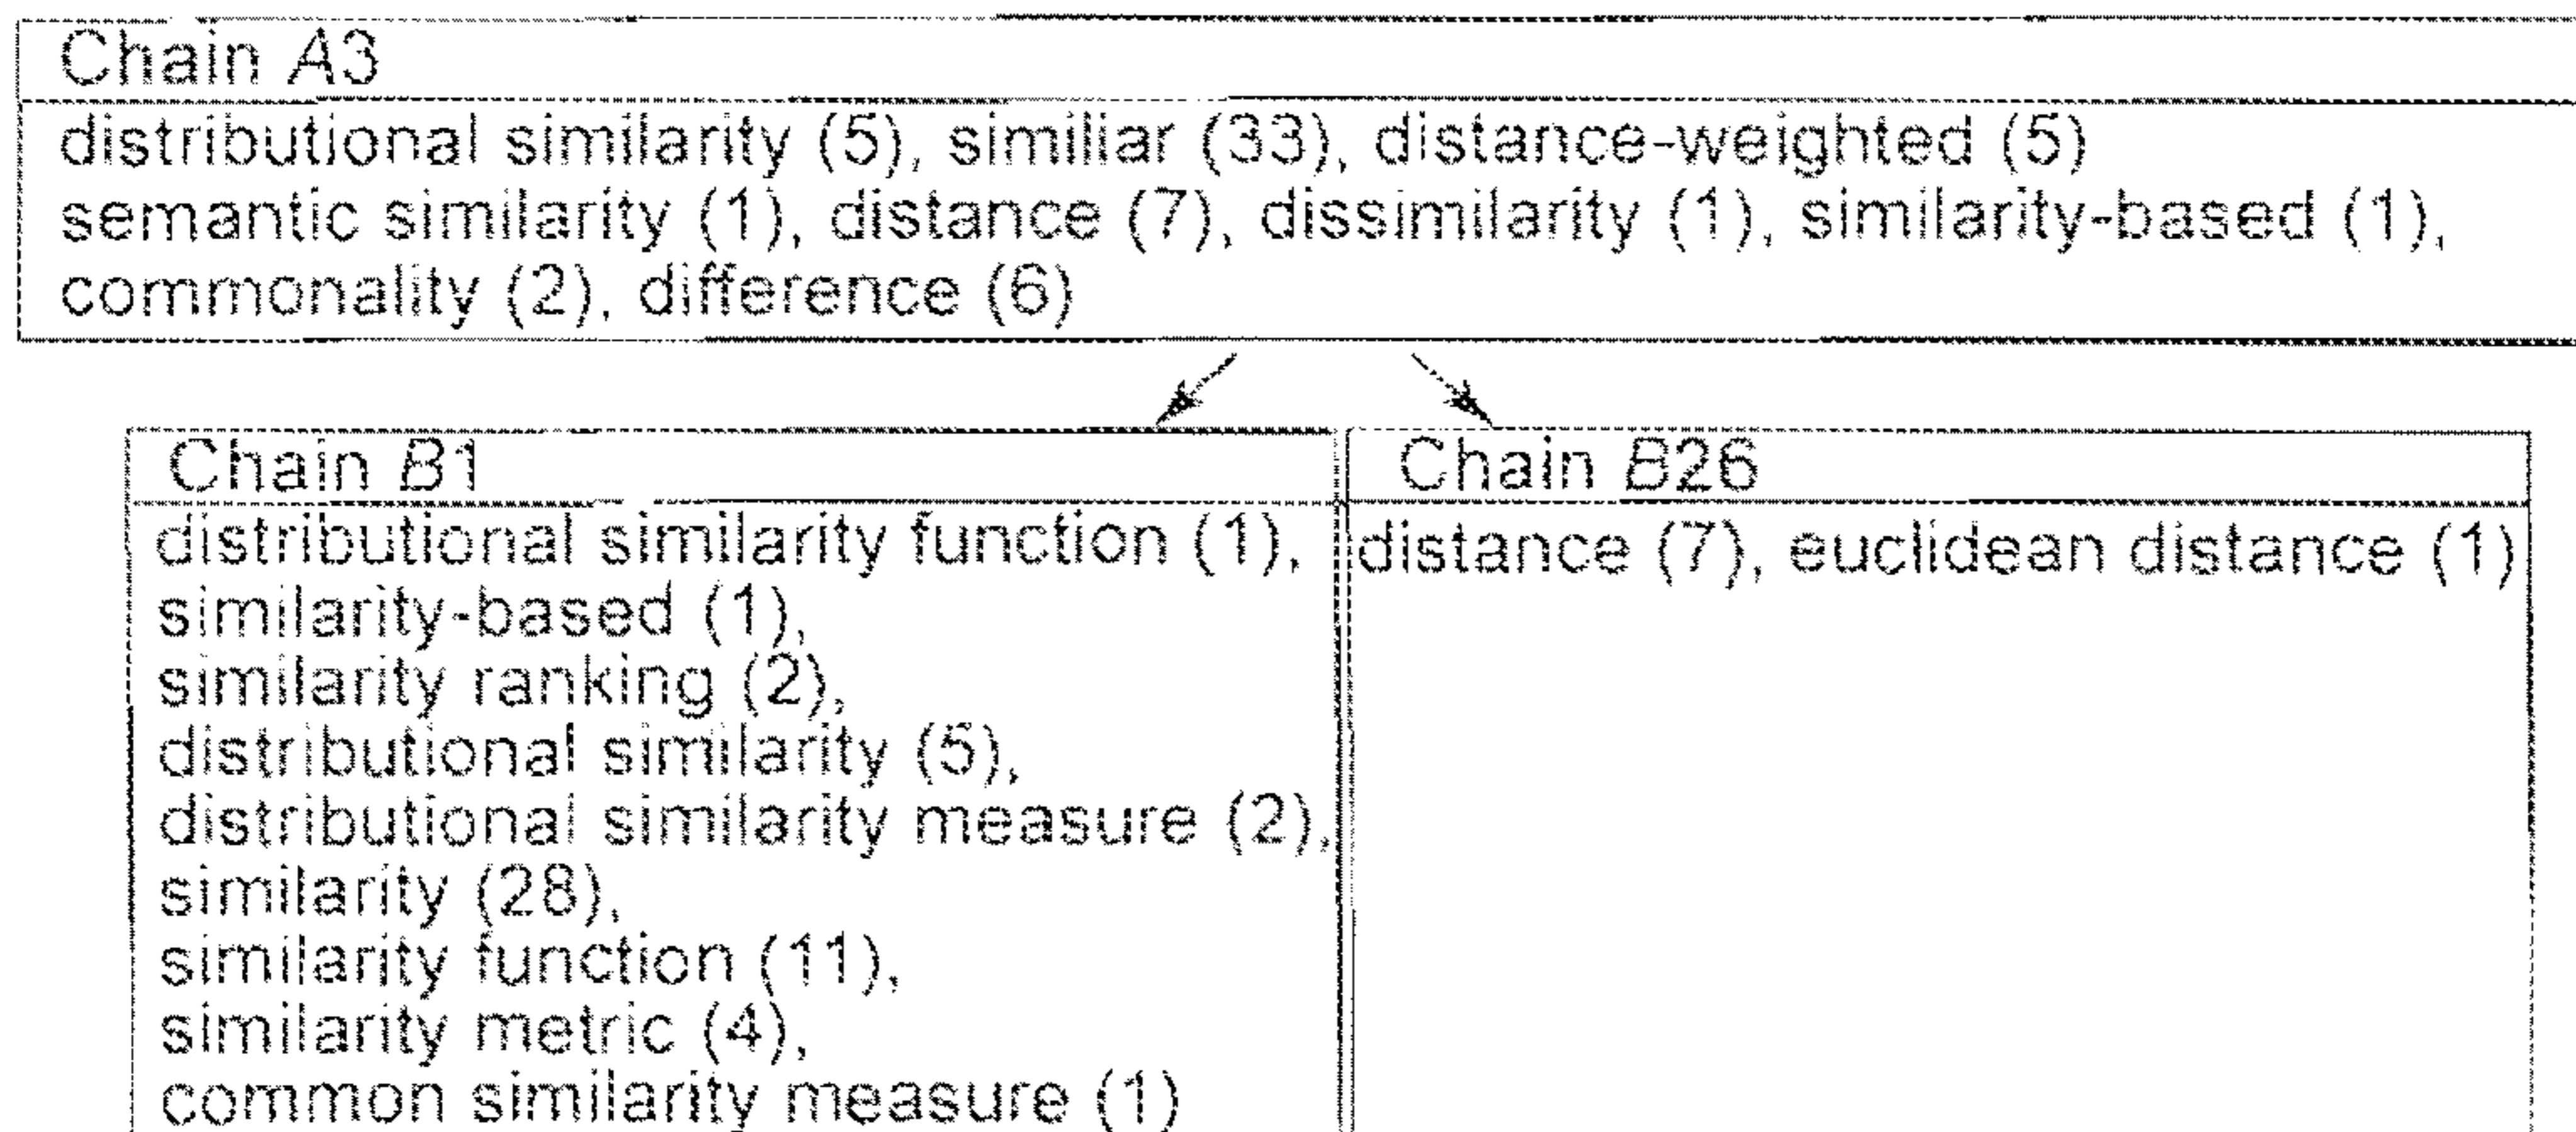 Chain A3
distributional similarity (5), similiar (33), distance-weighted (5)
semantic similarity (1), distance (7), dissimilarity (1), similarity-based (1),
commonality (2), difference (6)
Chain B1
distributional similarity function (1),
similarity-based (1),
similarity ranking (2),
distributional similarity (5),
distributional similarity measure (2),
similarity (28),
similarity function (11),
similarity metric (4),
common similarity measure (1)
Chain B26
distance (7), euclidean distance (1)